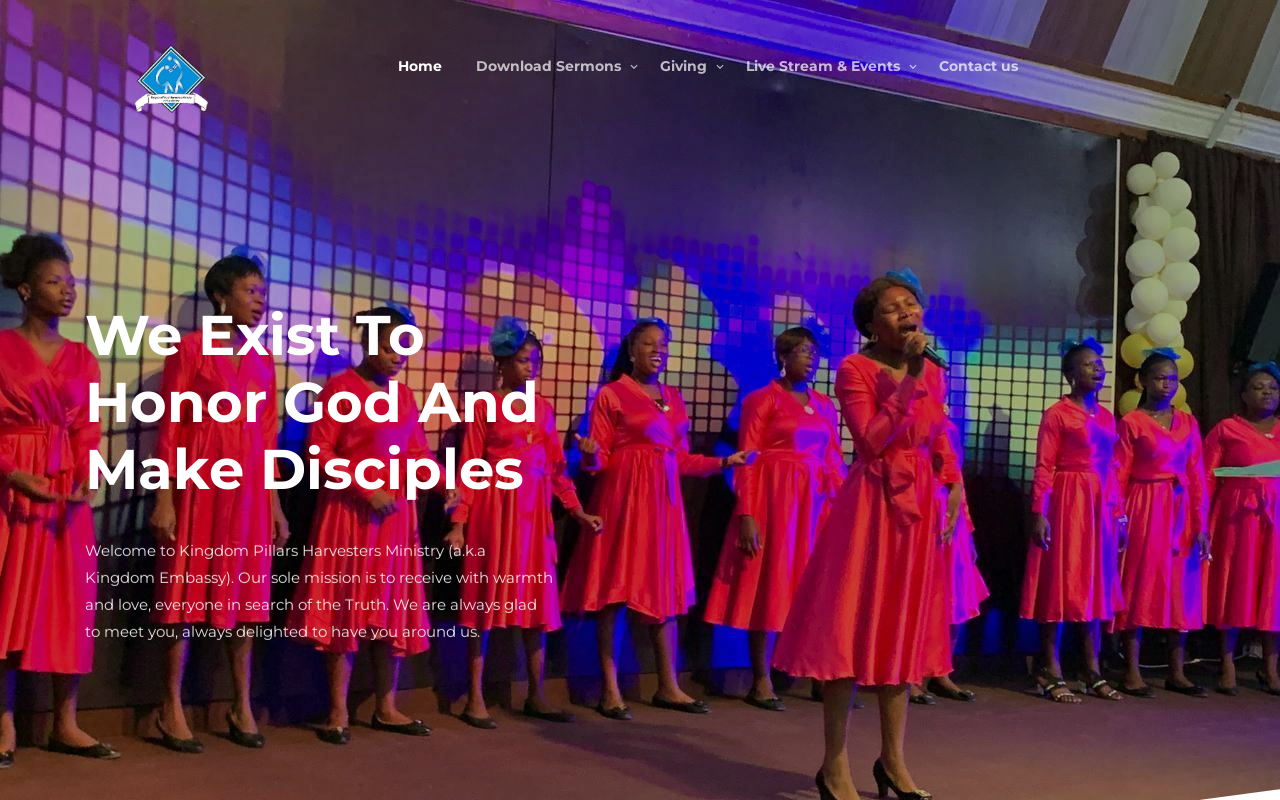 Home
Download Sermons
Giving
Live Stream & Events
Contact us
We Exist To
Honor God And
Make Disciples
Welcome to Kingdom Pillars Harvesters Ministry (a.k.a
Kingdom Embassy). Our sole mission is to receive with warmth
and love, everyone in search of the Truth. We are always glad
to meet you, always delighted to have you around us.